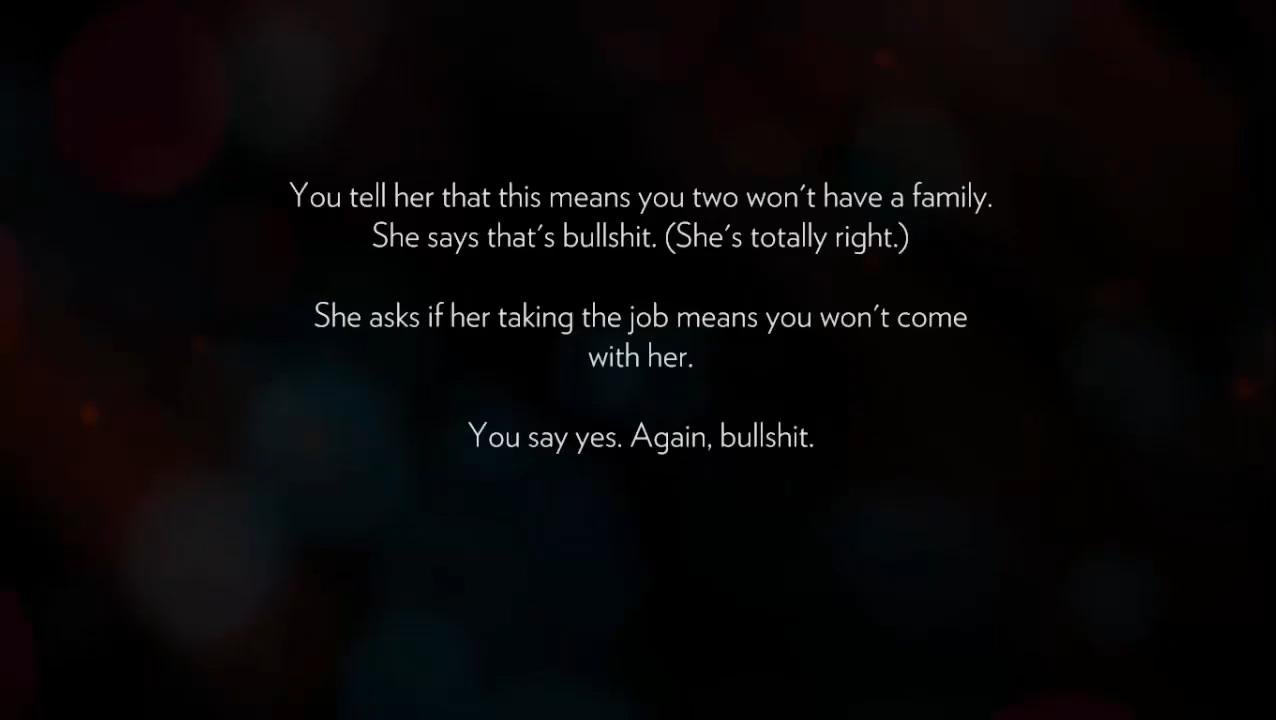 You tell her that this means you two won't have a family.
She says that's bullshit. (She's totally right.)
She asks if her taking the job means you won't come
with her.
You say yes. Again, bullshit.